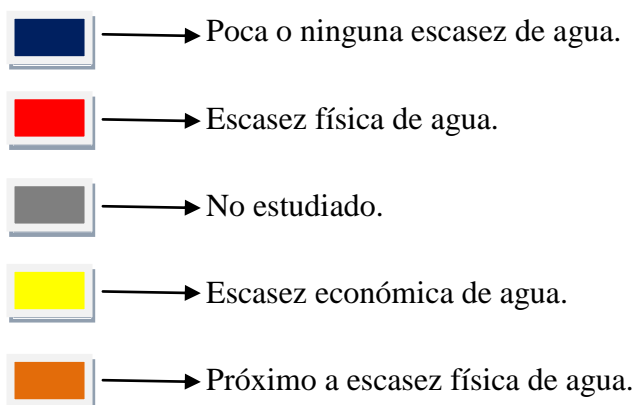 Poca o ninguna escasez de agua.
Escasez física de agua.
No estudiado.
Escasez económica de agua.
Próximo a escasez física de agua.